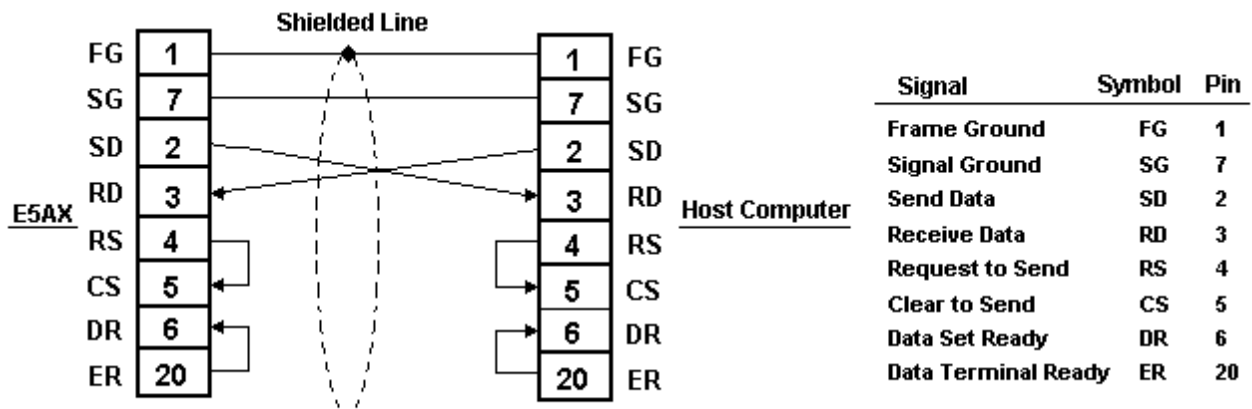 Shielded Line
FG 1 1 FG
SG 7 7 SG
SD 2 2 SD
RD 3 3 RD
E5AX
Host Computer
RS 4 4 RS
CS 5 5 CS
DR 6 6 DR
ER 20 20 ER
Signal Symbol Pin
Frame Ground FG 1
Signal Ground SG 7
Send Data SD 2
Receive Data RD 3
Request to Send RS 4
Clear to Send CS 5
Data Set Ready DR 6
Data Terminal Ready ER 20